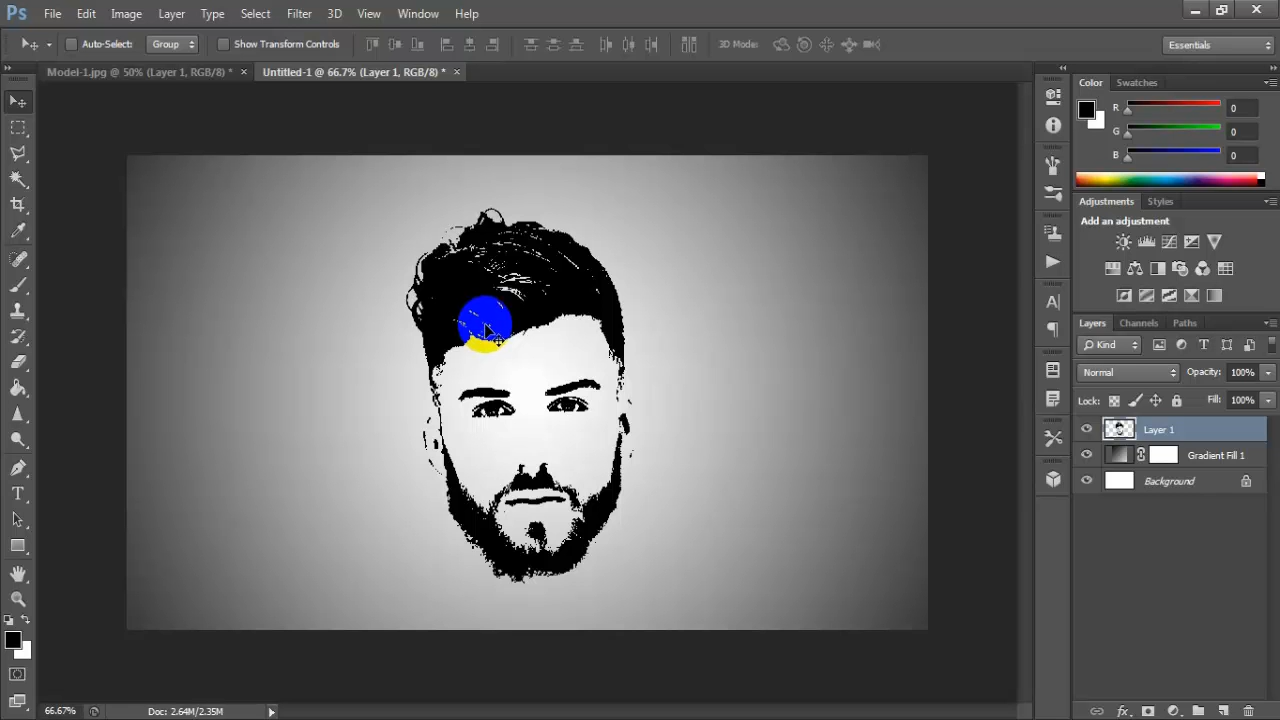 Ps File Edit Image Layer Type Select Filter 3D View Window Help
Auto-Select: Group Show Transform Controls 3D Mode: Essentials
Model-1.jpg @ 50% (Layer 1, RGB/8) * × Untitled-1 @ 66.7% (Layer 1, RGB/8) * ×
Color Swatches
R 0
G 0
B 0
Adjustments Styles
Add an adjustment
Layers Channels Paths
Kind
Normal Opacity: 100%
Lock: Fill: 100%
Layer 1
Gradient Fill 1
Background
66.67% Doc: 2.64M/2.35M